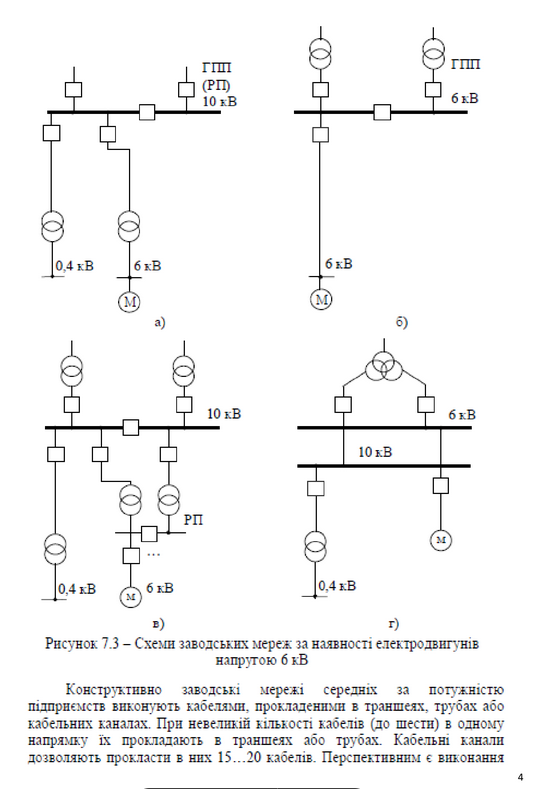 ГПП
(РП)
10 кВ
0,4 кВ
6 кВ
М
а)
ГПП
6 кВ
6 кВ
М
б)
10 кВ
РП
...
0,4 кВ
М
6 кВ
в)
6 кВ
10 кВ
М
0,4 кВ
г)
Рисунок 7.3 – Схеми заводських мереж за наявності електродвигунів
напругою 6 кВ
Конструктивно заводські мережі середніх за потужністю
підприємств виконують кабелями, прокладеними в траншеях, трубах або
кабельних каналах. При невеликій кількості кабелів (до шести) в одному
напрямку їх прокладають в траншеях або трубах. Кабельні канали
дозволяють прокласти в них 15…20 кабелів. Перспективним є виконання
4